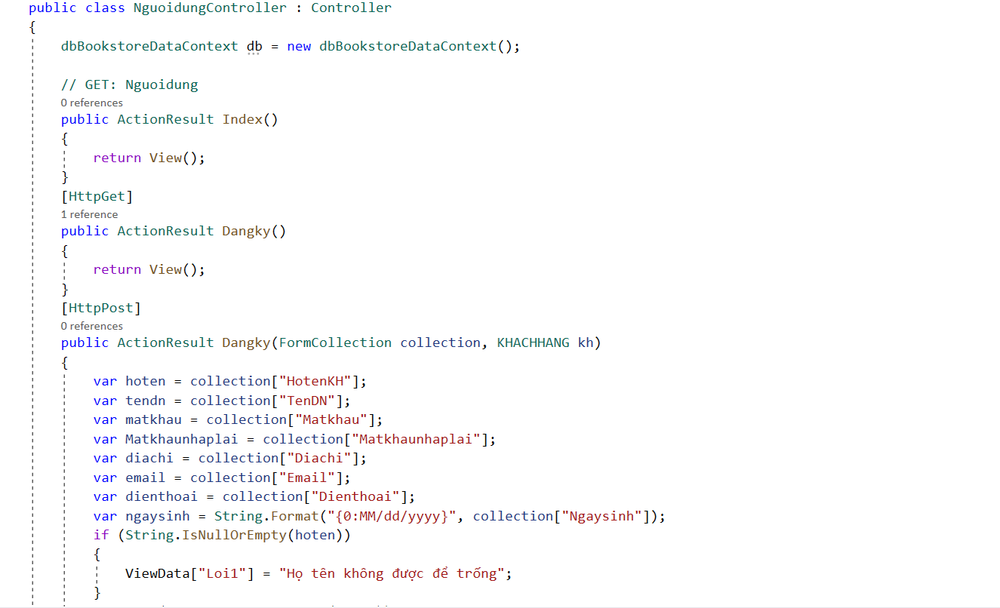 public class NguoidungController : Controller
{
dbBookstoreDataContext db = new dbBookstoreDataContext();
// GET: Nguoidung
0 references
public ActionResult Index()
{
return View();
}
[HttpGet]
1 reference
public ActionResult Dangky()
{
return View();
}
[HttpPost]
0 references
public ActionResult Dangky(FormCollection collection, KHACHHANG kh)
{
var hoten = collection["HotenKH"];
var tendn = collection["TenDN"];
var matkhau = collection["Matkhau"];
var Matkhaunhaplai = collection["Matkhaunhaplai"];
var diachi = collection["Diachi"];
var email = collection["Email"];
var dienthoai = collection["Dienthoai"];
var ngaysinh = String.Format("{0:MM/dd/yyyy}", collection["Ngaysinh"]);
if (String.IsNullOrEmpty(hoten))
{
ViewData["Loi1"] = "Họ tên không được để trống";
}